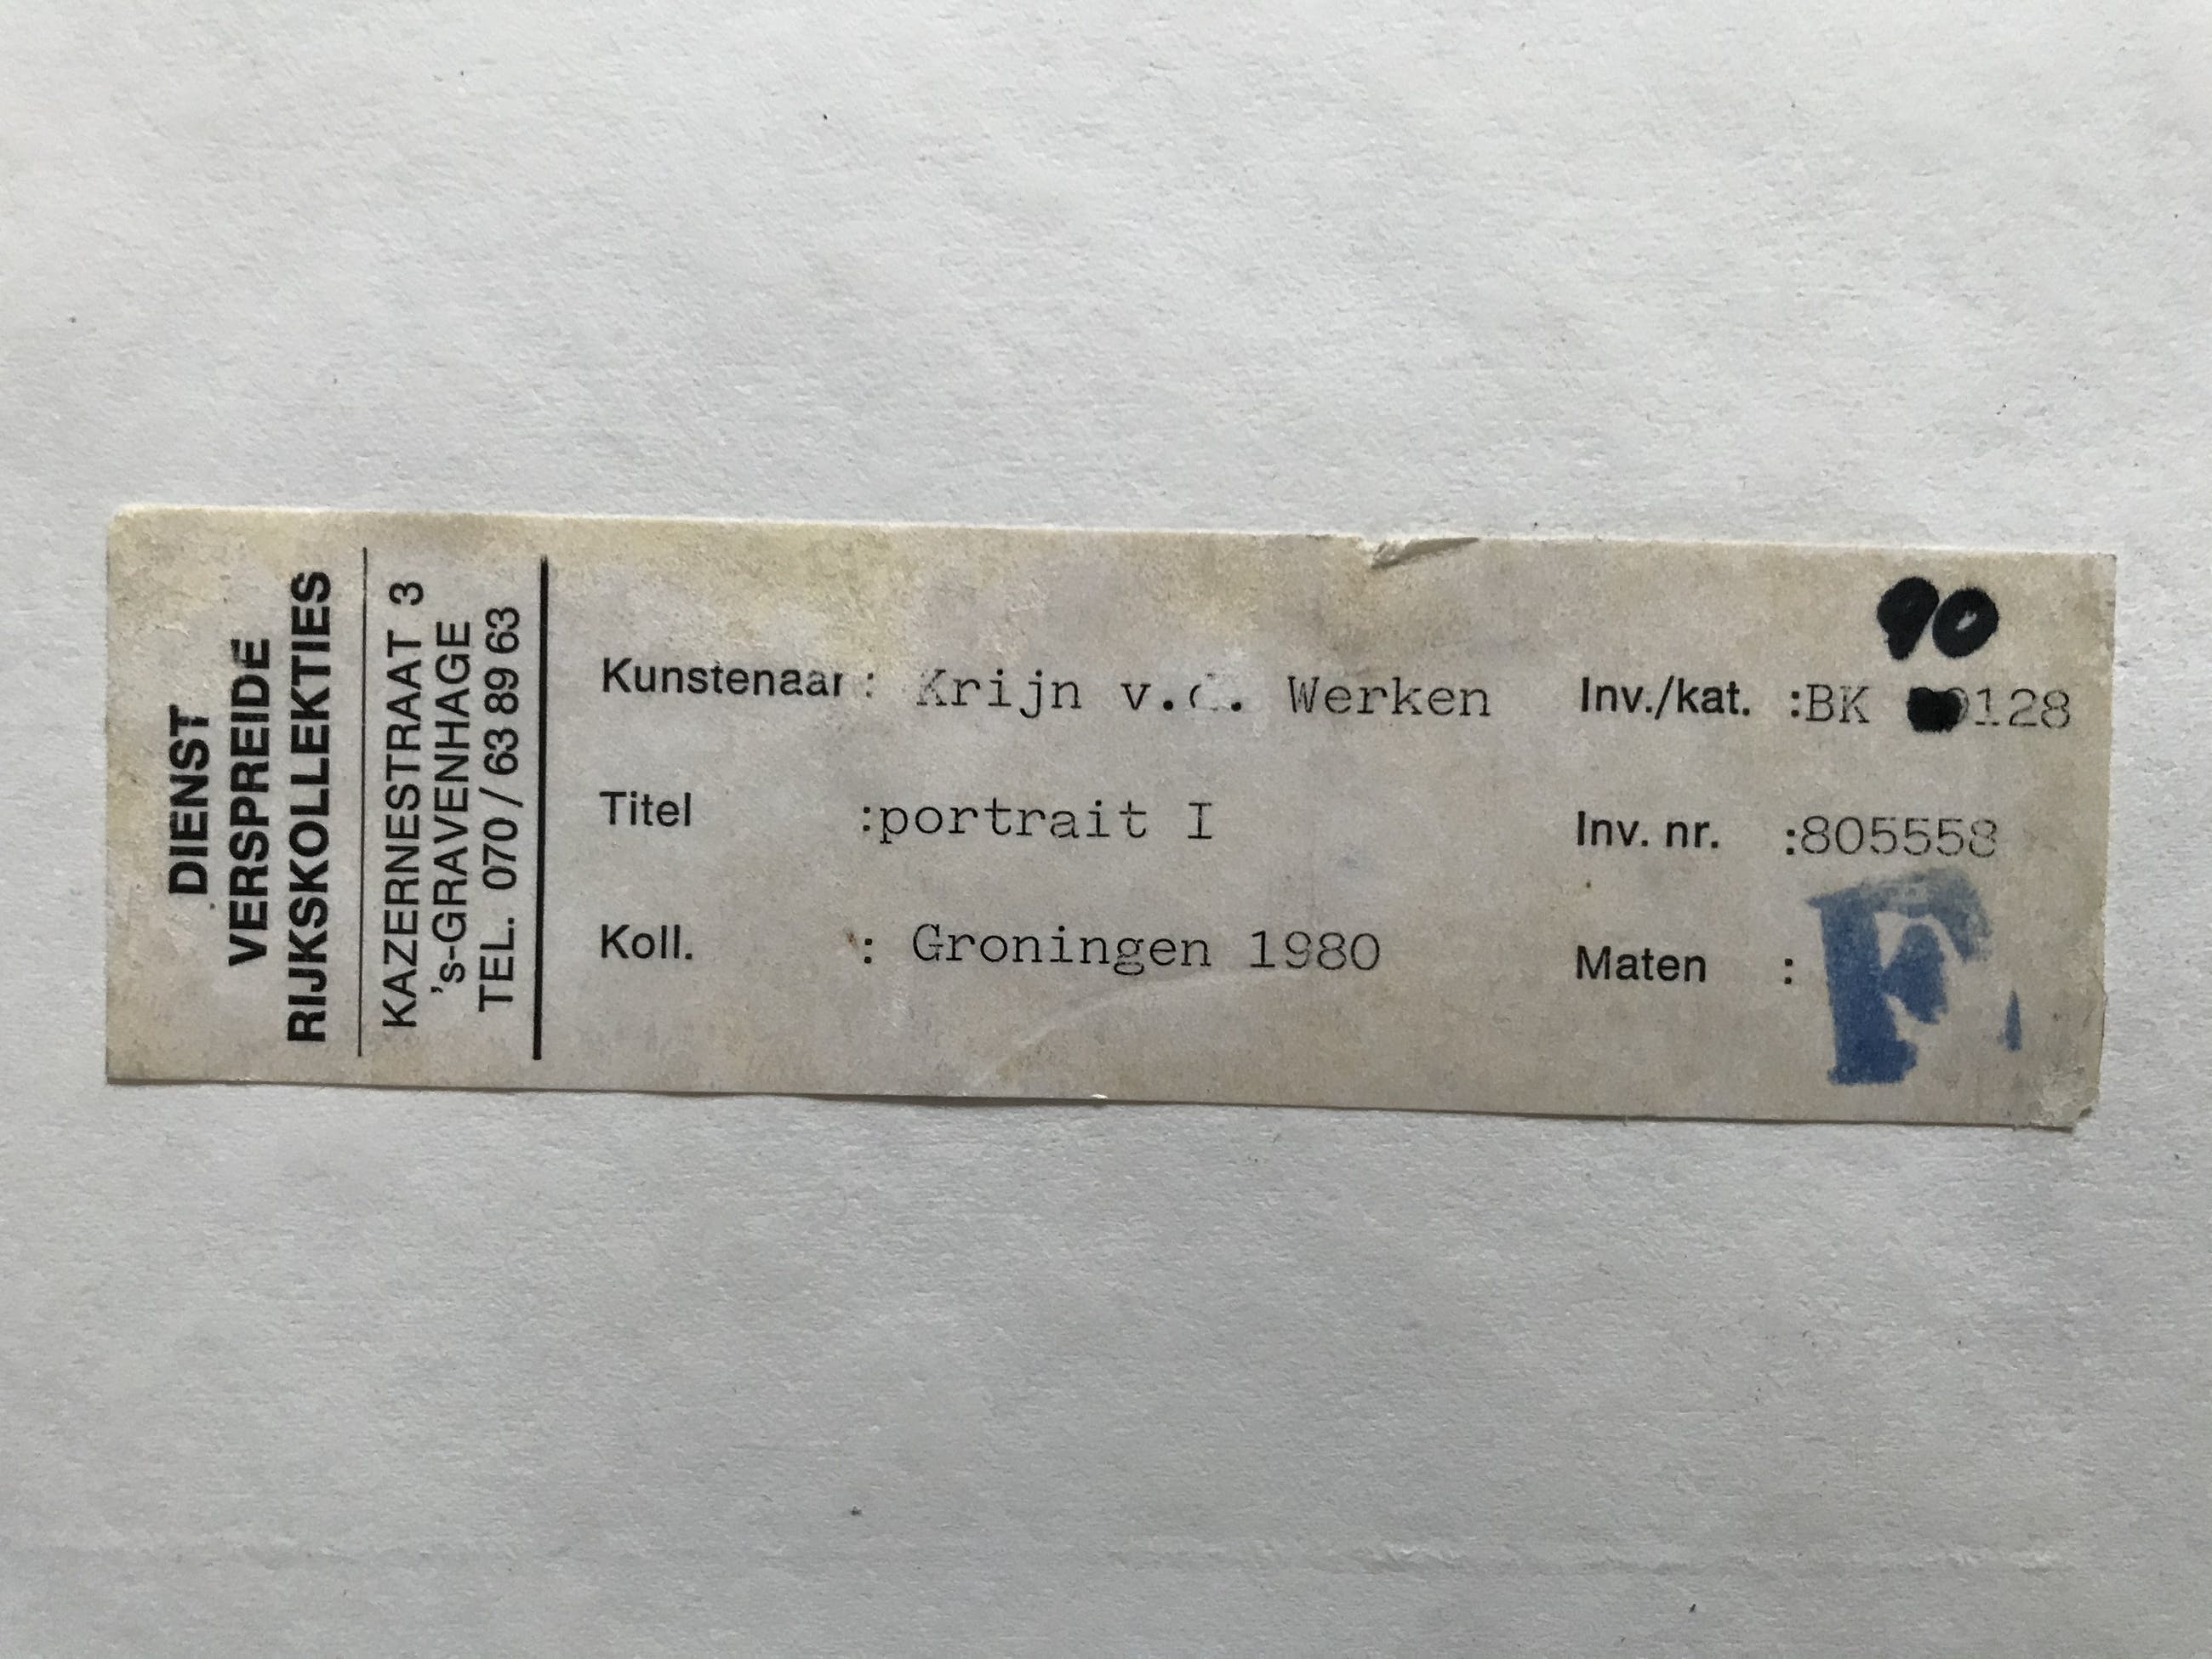 DIENST
VERSPREIDE
RIJKSKOLLEKTIES
KAZERNESTRAAT 3
's-GRAVENHAGE
TEL. 070 / 63 89 63
Kunstenaar : Krijn v.d. Werken
Titel :portrait I
Koll. : Groningen 1980
90
Inv./kat. :BK 0128
Inv. nr. :805558
Maten :
F